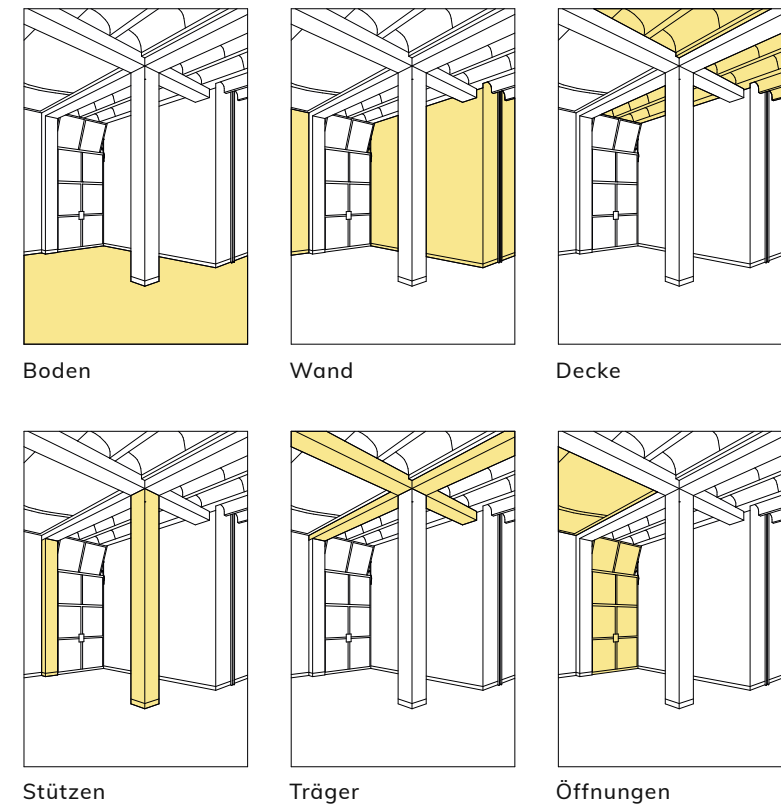 Boden
Wand
Decke
Stützen
Träger
Öffnungen